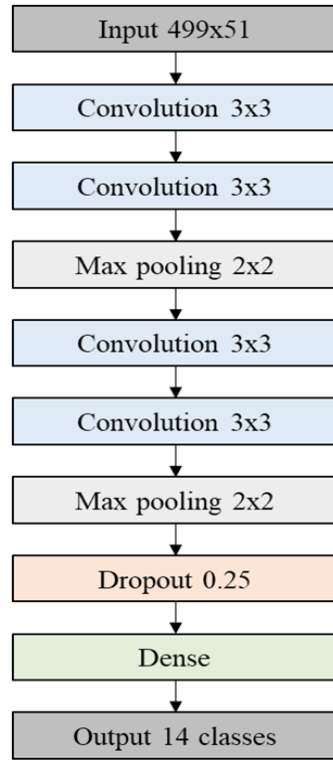 Input 499x51
Convolution 3x3
Convolution 3x3
Max pooling 2x2
Convolution 3x3
Convolution 3x3
Max pooling 2x2
Dropout 0.25
Dense
Output 14 classes